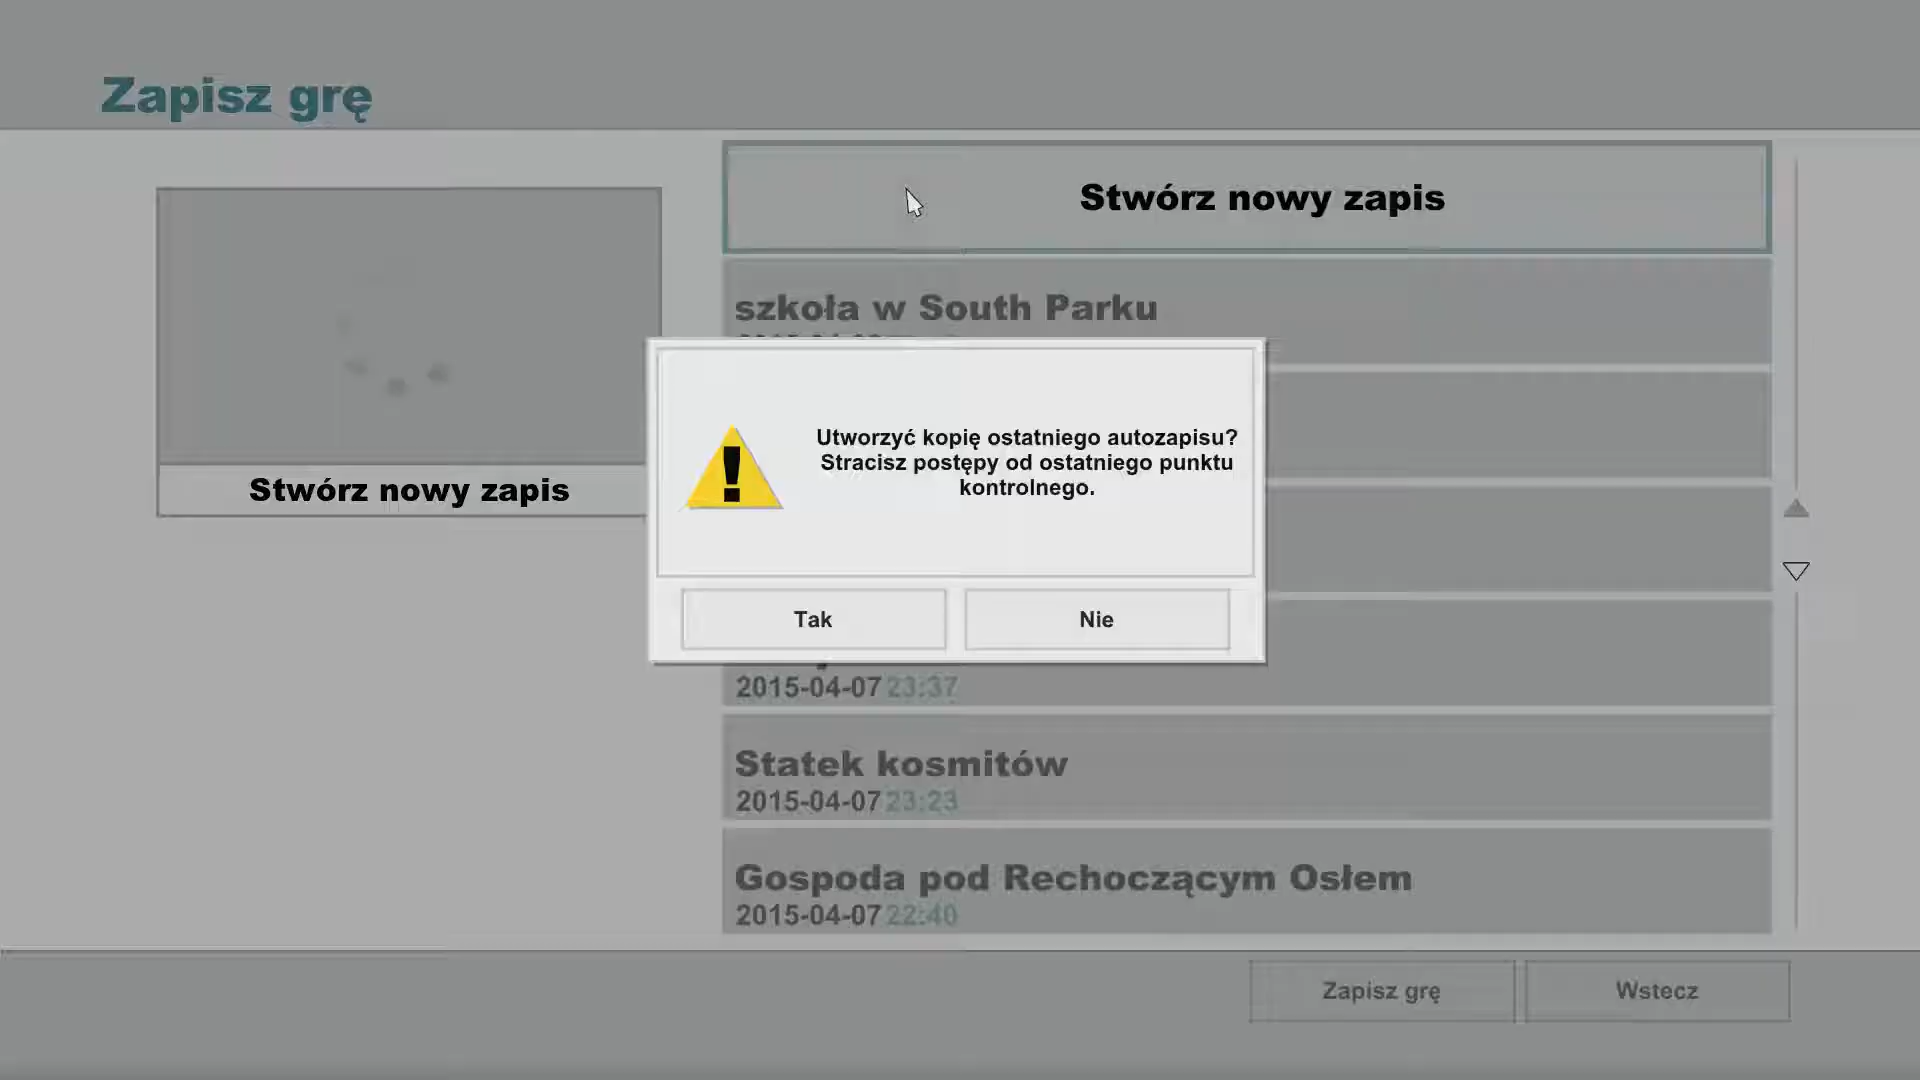 Zapisz grę
Stwórz nowy zapis
szkoła w South Parku
Stwórz nowy zapis
Utworzyć kopię ostatniego autozapisu?
Stracisz postępy od ostatniego punktu
kontrolnego.
Tak
Nie
2015-04-07 23:37
Statek kosmitów
2015-04-07 23:23
Gospoda pod Rechoczącym Osłem
2015-04-07 22:40
Zapisz grę
Wstecz